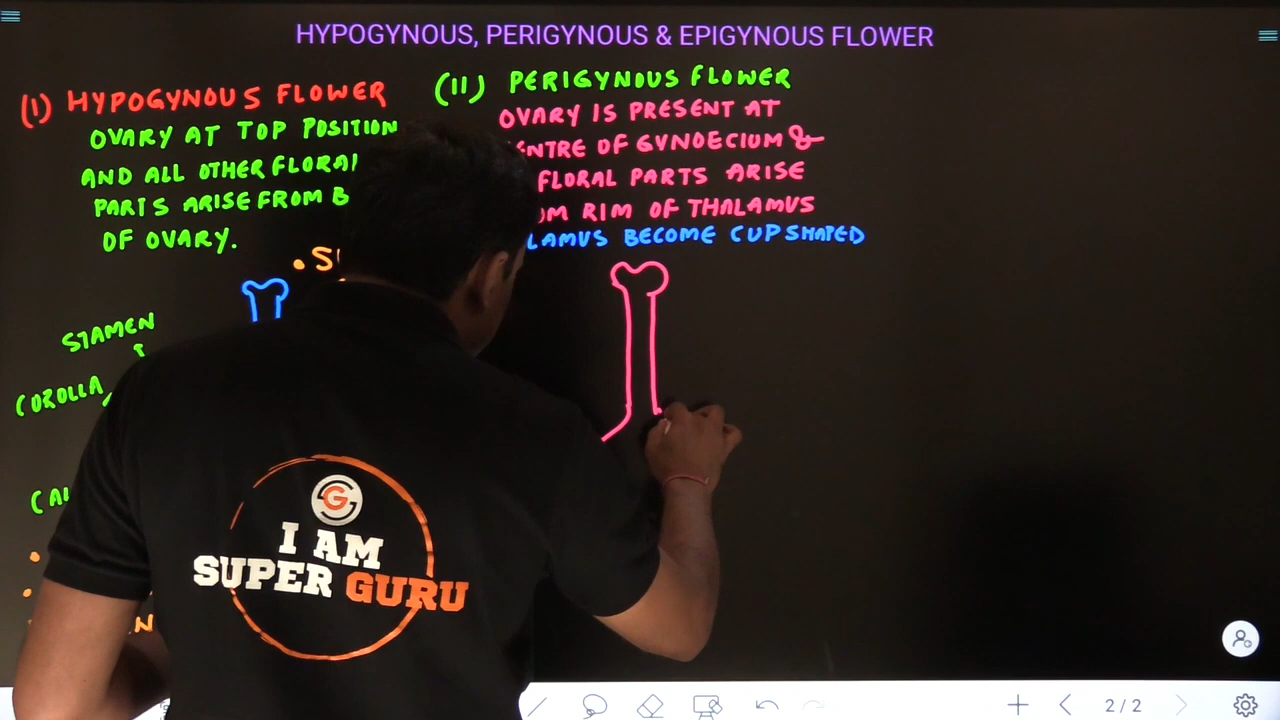 HYPOGYNOUS, PERIGYNOUS & EPIGYNOUS FLOWER
(I) HYPOGYNOUS FLOWER
OVARY AT TOP POSITION
AND ALL OTHER FLORAL
PARTS ARISE FROM B
OF OVARY.
STAMEN
COROLLA
(II) PERIGYNOUS FLOWER
OVARY IS PRESENT AT
ENTRE OF GYNOECIUM &
FLORAL PARTS ARISE
OM RIM OF THALAMUS
LAMUS BECOME CUP SHAPED
SG
I AM
SUPER GURU
2/2